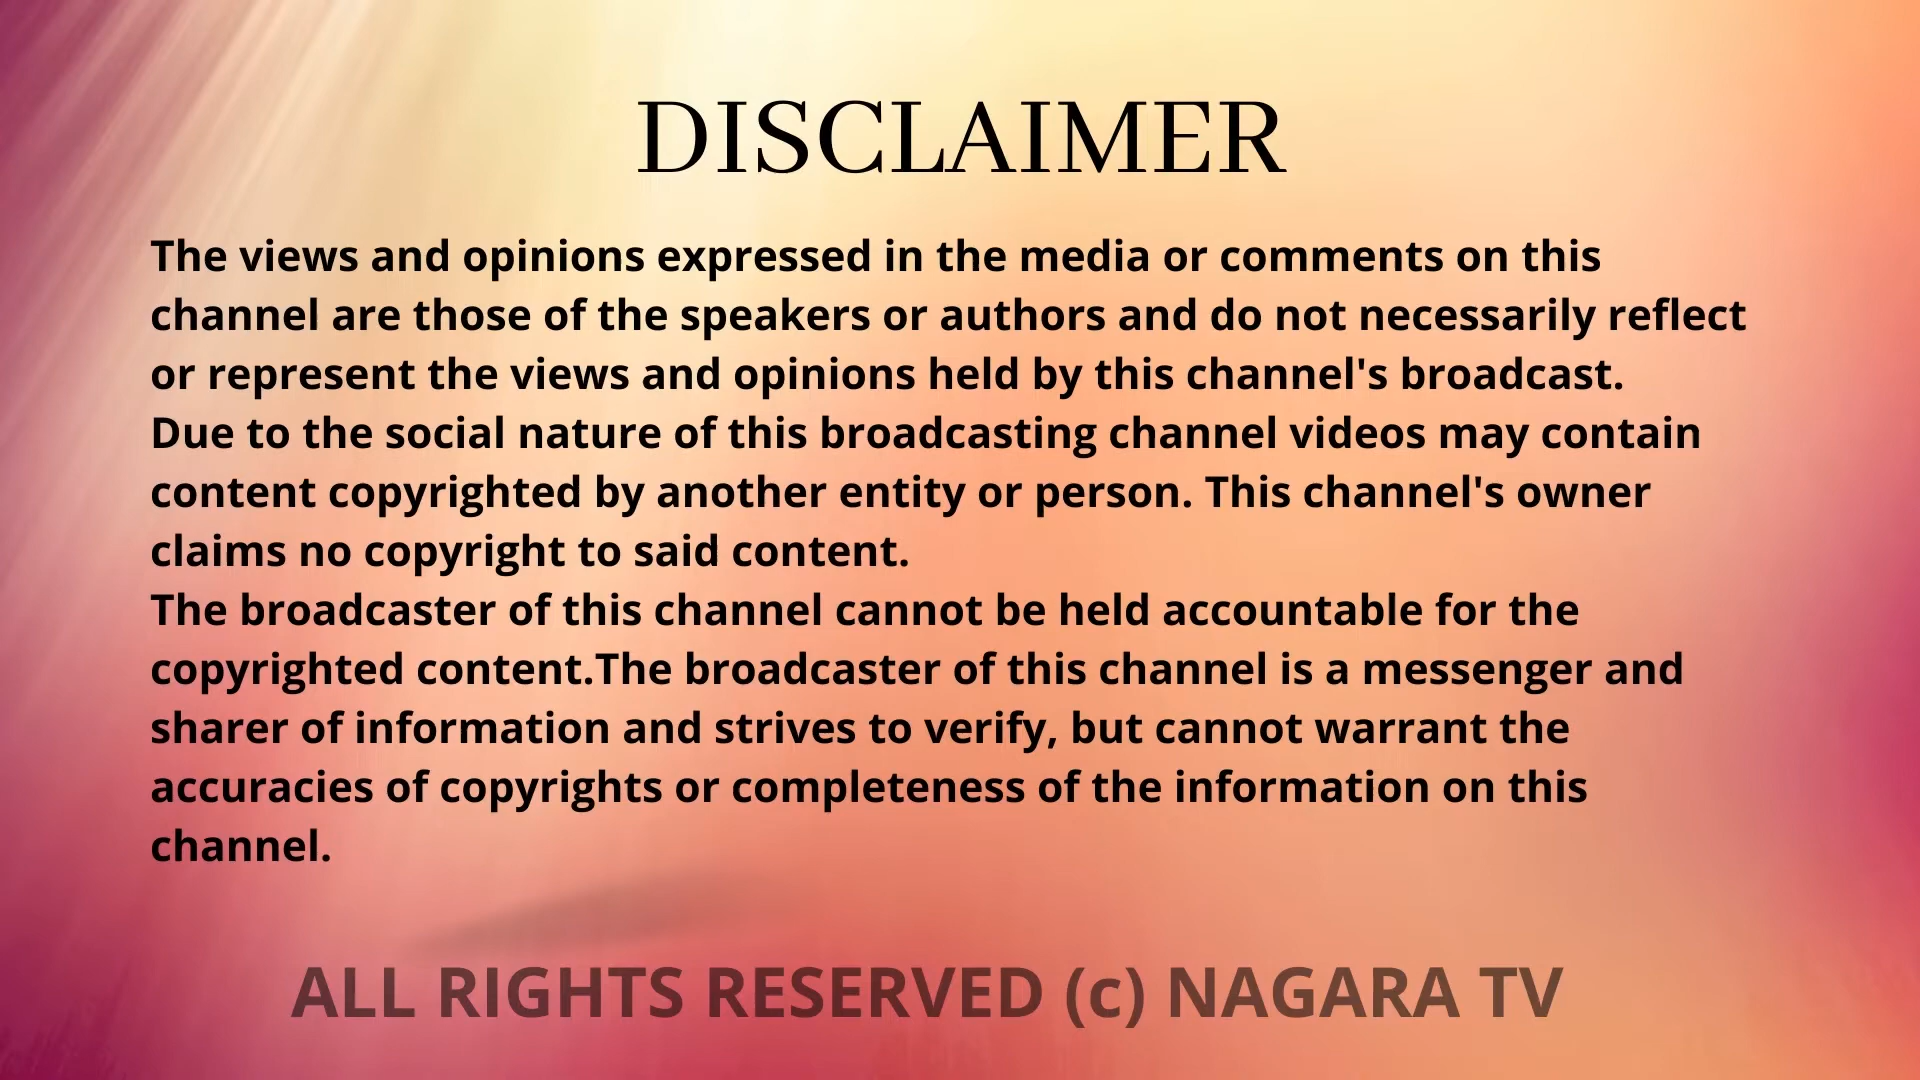 DISCLAIMER
The views and opinions expressed in the media or comments on this
channel are those of the speakers or authors and do not necessarily reflect
or represent the views and opinions held by this channel's broadcast.
Due to the social nature of this broadcasting channel videos may contain
content copyrighted by another entity or person. This channel's owner
claims no copyright to said content.
The broadcaster of this channel cannot be held accountable for the
copyrighted content.The broadcaster of this channel is a messenger and
sharer of information and strives to verify, but cannot warrant the
accuracies of copyrights or completeness of the information on this
channel.
ALL RIGHTS RESERVED (c) NAGARA TV